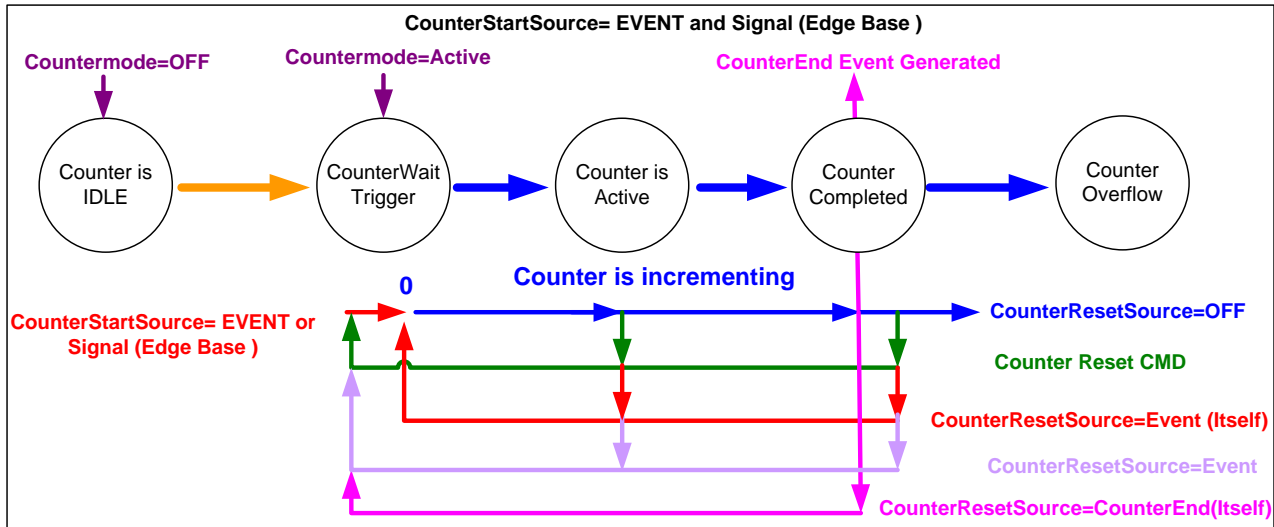 CounterStartSource= EVENT and Signal (Edge Base )
Countermode=OFF
Countermode=Active
CounterEnd Event Generated
Counter is
IDLE
CounterWait
Trigger
Counter is
Active
Counter
Completed
Counter
Overflow
0
Counter is incrementing
CounterStartSource= EVENT or
Signal (Edge Base )
CounterResetSource=OFF
Counter Reset CMD
CounterResetSource=Event (Itself)
CounterResetSource=Event
CounterResetSource=CounterEnd(Itself)